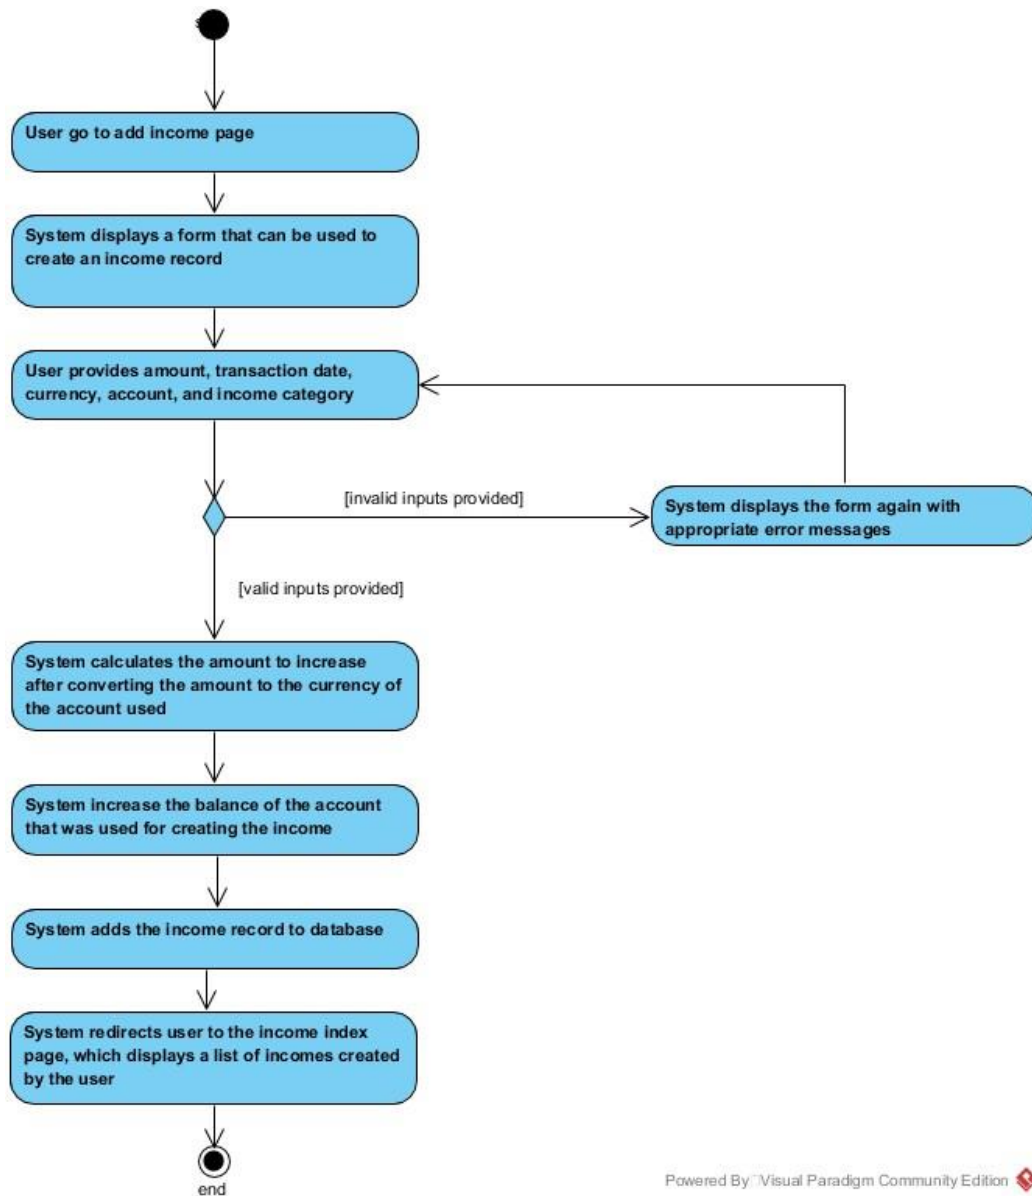 User go to add income page
System displays a form that can be used to
create an income record
User provides amount, transaction date,
currency, account, and income category
[invalid inputs provided]
System displays the form again with
appropriate error messages
[valid inputs provided]
System calculates the amount to increase
after converting the amount to the currency of
the account used
System increase the balance of the account
that was used for creating the income
System adds the income record to database
System redirects user to the income index
page, which displays a list of incomes created
by the user
end
Powered By Visual Paradigm Community Edition